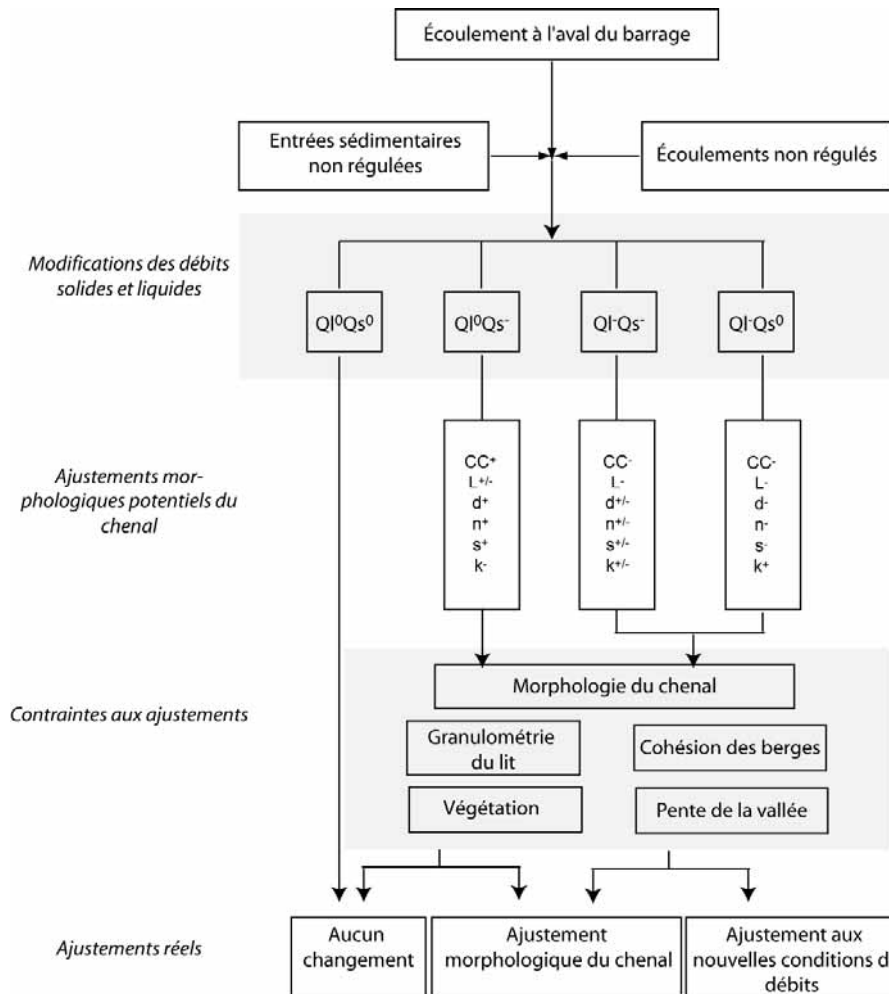 Écoulement à l'aval du barrage
Entrées sédimentaires
non régulées
Écoulements non régulés
Modifications des débits
solides et liquides
Ql⁰Qs⁰
Ql⁰Qs⁻
Ql⁻Qs⁻
Ql⁻Qs⁰
Ajustements mor-
phologiques potentiels du
chenal
CC⁺
L⁺/⁻
d⁺
n⁺
s⁺
k⁻
CC⁻
L⁻
d⁺/⁻
n⁺/⁻
s⁺/⁻
k⁺/⁻
CC⁻
L⁻
d⁻
n⁻
s⁻
k⁺
Contraintes aux ajustements
Morphologie du chenal
Granulométrie
du lit
Cohésion des berges
Végétation
Pente de la vallée
Ajustements réels
Aucun
changement
Ajustement
morphologique du chenal
Ajustement aux
nouvelles conditions d
débits